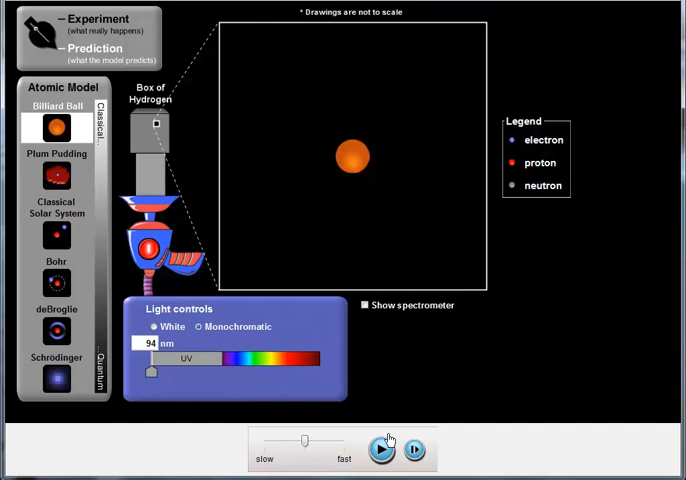 * Drawings are not to scale
Experiment
(what really happens)
Prediction
(what the model predicts)
Atomic Model
Billiard Ball
Classical...
Plum Pudding
Classical
Solar System
Bohr
deBroglie
Schrödinger
...Quantum
Box of
Hydrogen
Legend
electron
proton
neutron
Show spectrometer
Light controls
White
Monochromatic
94 nm
UV
slow
fast